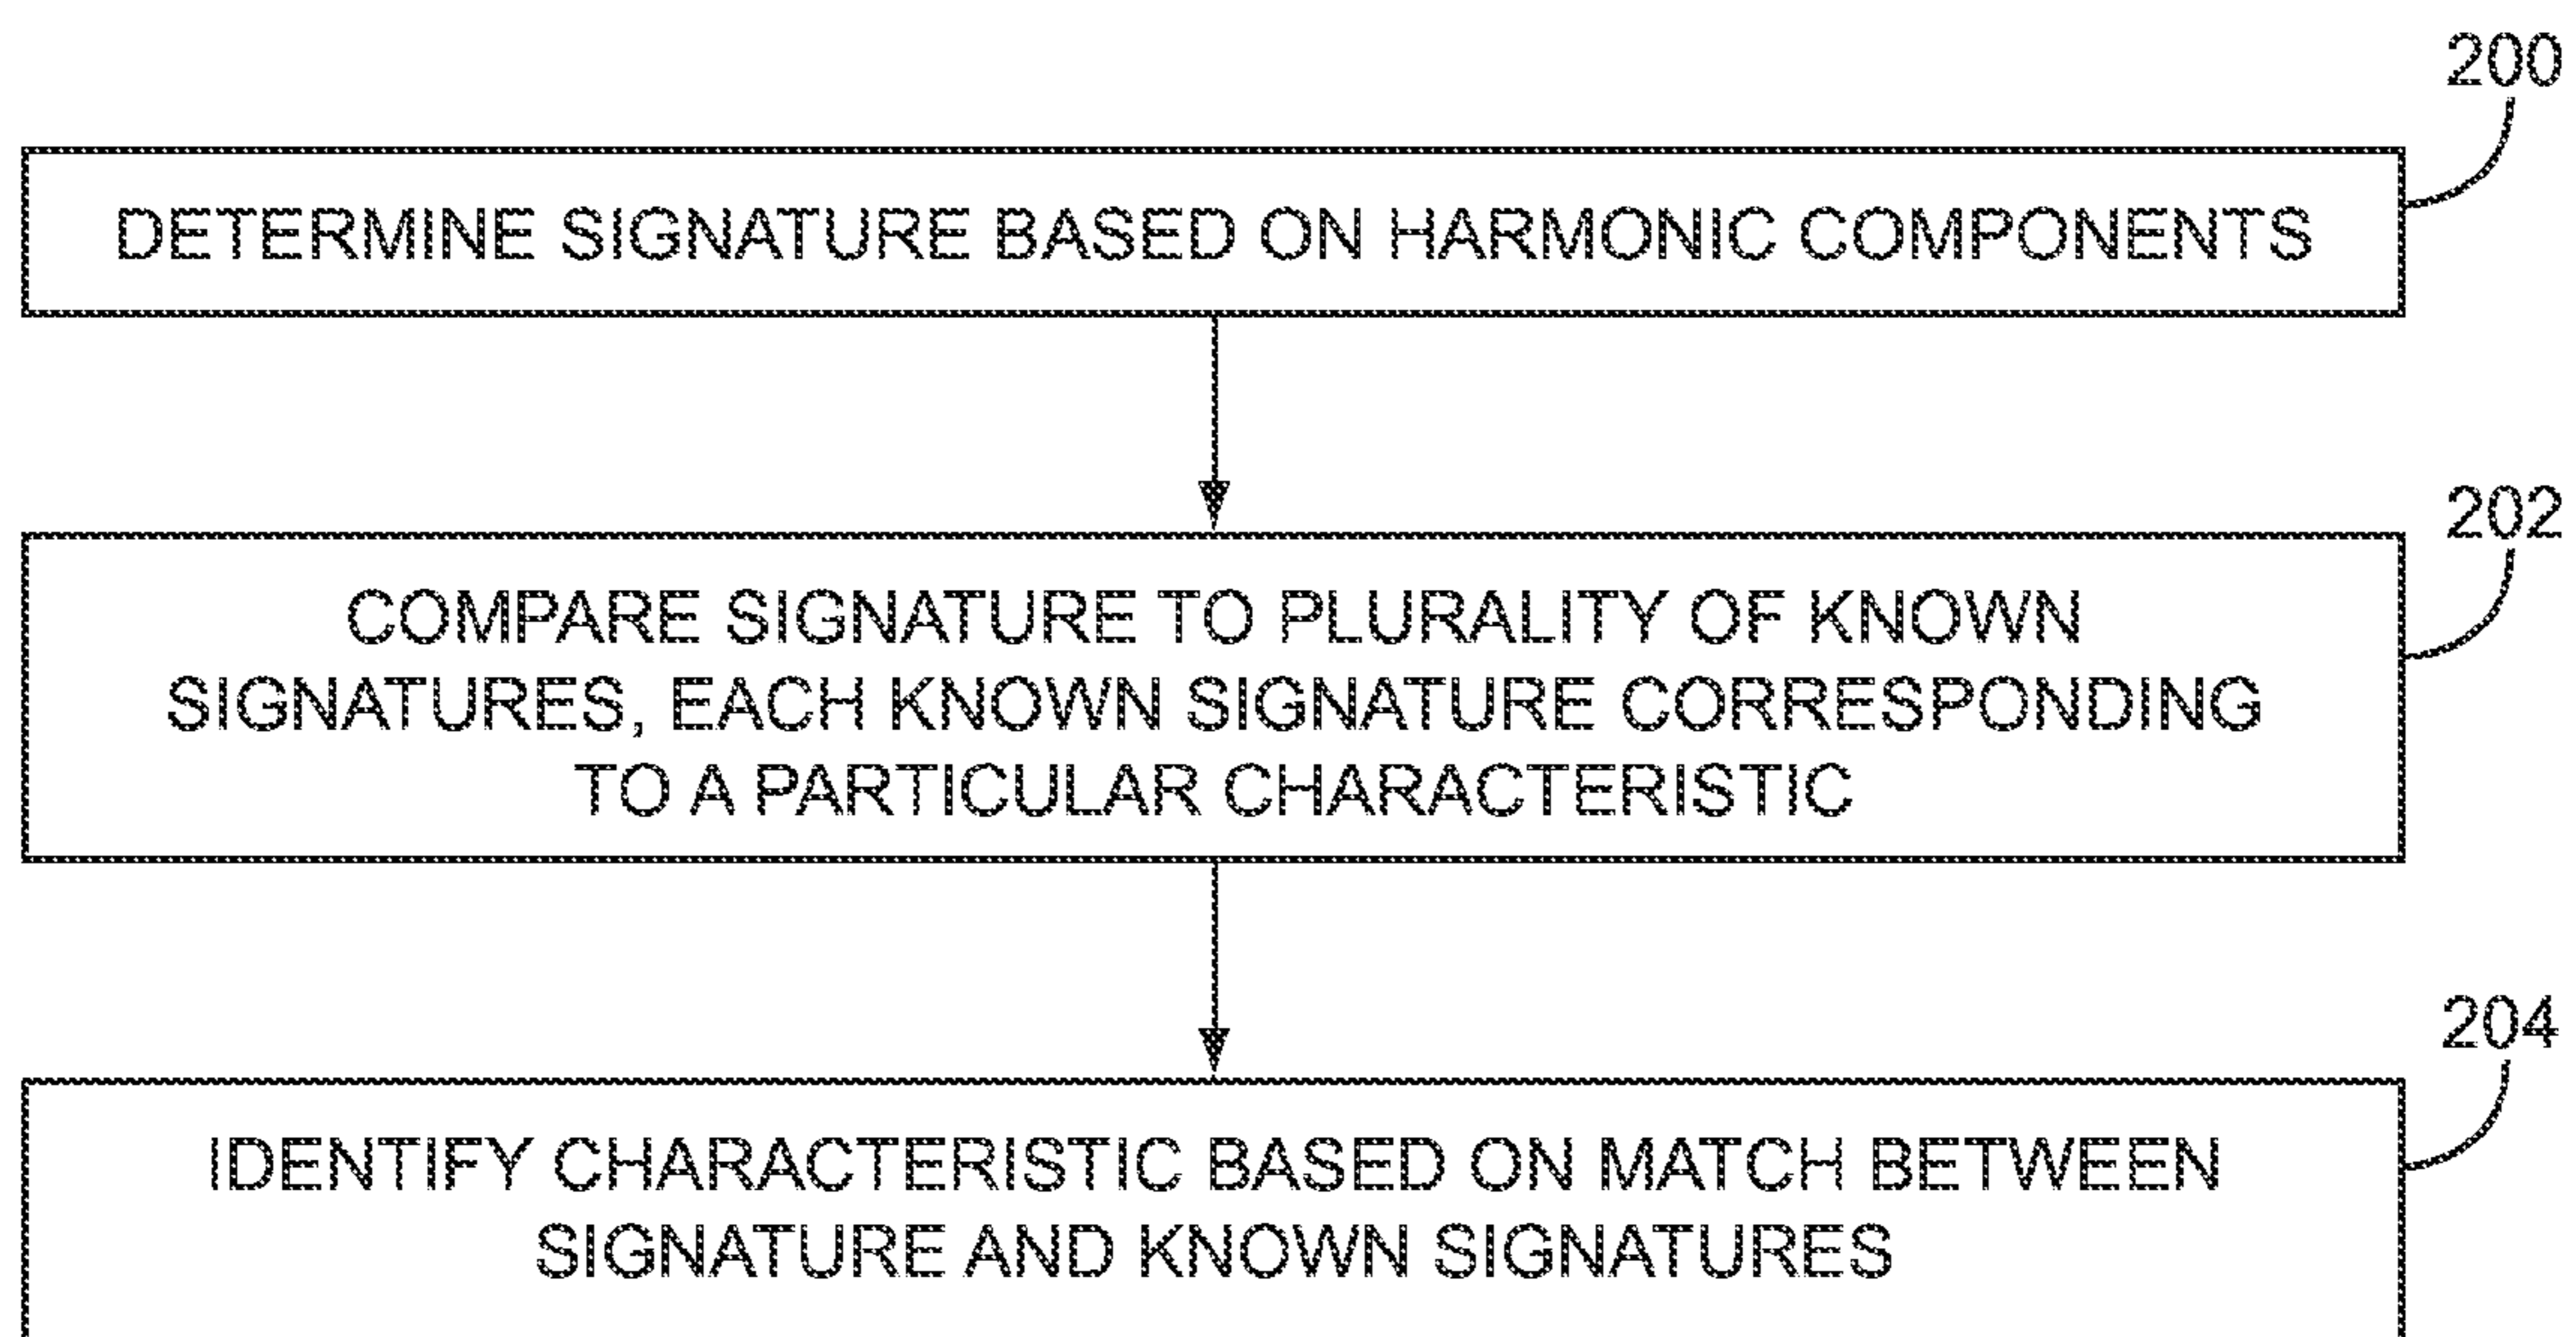 200
DETERMINE SIGNATURE BASED ON HARMONIC COMPONENTS
202
COMPARE SIGNATURE TO PLURALITY OF KNOWN
SIGNATURES, EACH KNOWN SIGNATURE CORRESPONDING
TO A PARTICULAR CHARACTERISTIC
204
IDENTIFY CHARACTERISTIC BASED ON MATCH BETWEEN
SIGNATURE AND KNOWN SIGNATURES